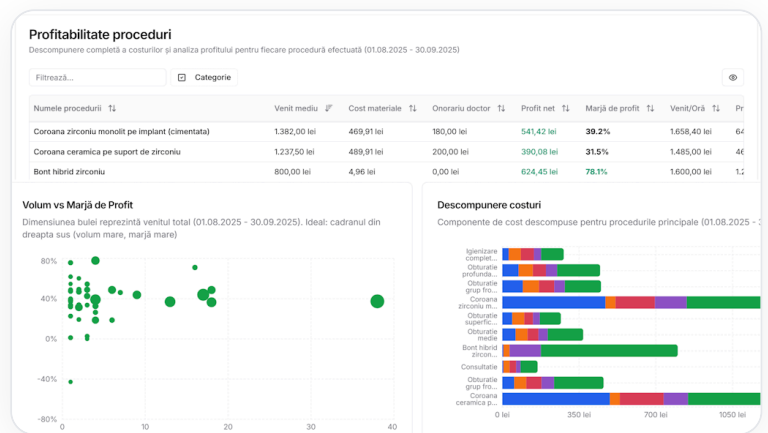 Profitabilitate proceduri
Descompunere completă a costurilor și analiza profitului pentru fiecare procedură efectuată (01.08.2025 - 30.09.2025)
Filtrează...
Categorie
Numele procedurii Venit mediu Cost materiale Onorariu doctor Profit net Marjă de profit Venit/Oră Pr
Coroana zirconiu monolit pe implant (cimentata) 1.382,00 lei 469,91 lei 180,00 lei 541,42 lei 39.2% 1.658,40 lei 64
Coroana ceramica pe suport de zirconiu 1.237,50 lei 489,91 lei 200,00 lei 390,08 lei 31.5% 1.485,00 lei 46
Bont hibrid zirconiu 800,00 lei 4,96 lei 0,00 lei 624,45 lei 78.1% 1.600,00 lei 1.2
Volum vs Marjă de Profit
Dimensiunea bulei reprezintă venitul total (01.08.2025 - 30.09.2025). Ideal: cadranul din
dreapta sus (volum mare, marjă mare)
80%
40%
0%
-40%
-80%
0 10 20 30 40
Descompunere costuri
Componente de cost descompuse pentru procedurile principale (01.08.2025 -
Igienizare
complet...
Obturatie
profunda...
Obturatie
grup fro...
Coroana
zirconiu m...
Obturatie
superfic...
Obturatie
medie
Bont hibrid
zircon...
Consultatie
Obturatie
grup fro...
Coroana
ceramica p...
0 lei 350 lei 700 lei 1050 lei